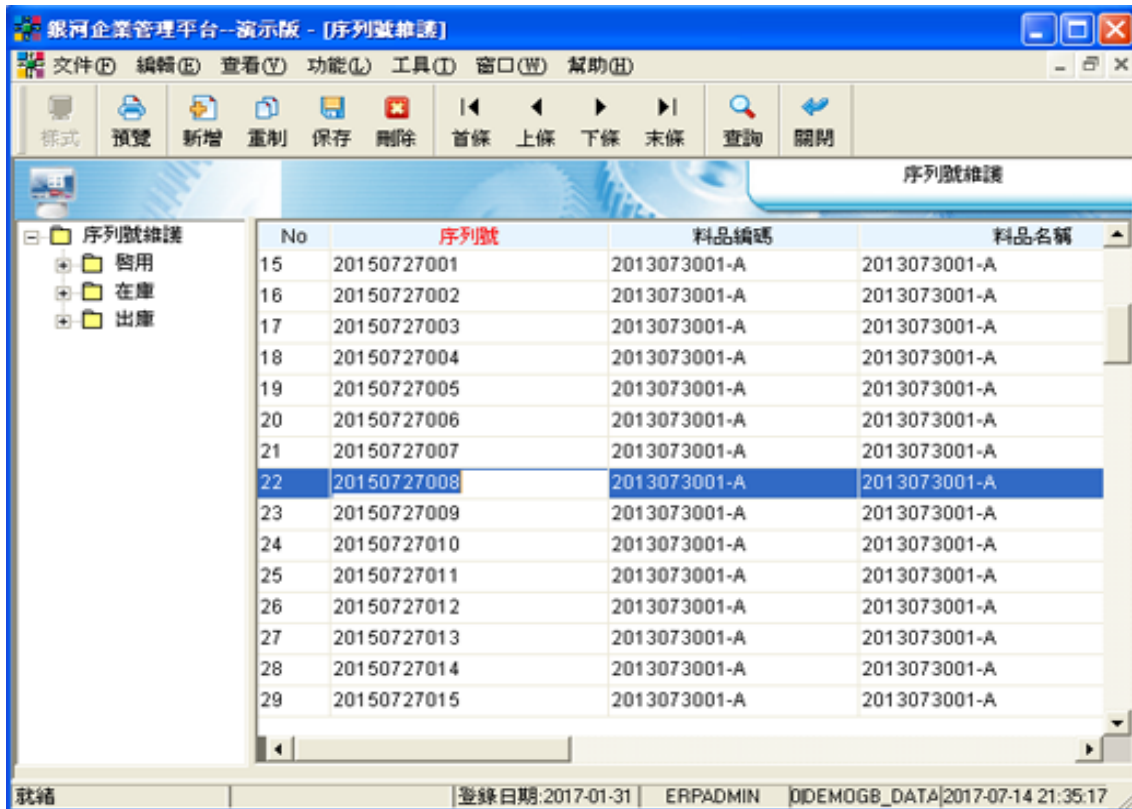 銀河企業管理平台--演示版 - [序列號維護]
文件(F) 編輯(E) 查看(V) 功能(L) 工具(T) 窗口(W) 幫助(H)
樣式 預覽 新增 重制 保存 刪除 首條 上條 下條 末條 查詢 關閉
序列號維護
序列號維護
啓用
在庫
出庫
No 序列號 料品編碼 料品名稱
15 20150727001 2013073001-A 2013073001-A
16 20150727002 2013073001-A 2013073001-A
17 20150727003 2013073001-A 2013073001-A
18 20150727004 2013073001-A 2013073001-A
19 20150727005 2013073001-A 2013073001-A
20 20150727006 2013073001-A 2013073001-A
21 20150727007 2013073001-A 2013073001-A
22 20150727008 2013073001-A 2013073001-A
23 20150727009 2013073001-A 2013073001-A
24 20150727010 2013073001-A 2013073001-A
25 20150727011 2013073001-A 2013073001-A
26 20150727012 2013073001-A 2013073001-A
27 20150727013 2013073001-A 2013073001-A
28 20150727014 2013073001-A 2013073001-A
29 20150727015 2013073001-A 2013073001-A
就緒 登錄日期:2017-01-31 ERPADMIN 0|DEMOGB_DATA 2017-07-14 21:35:17